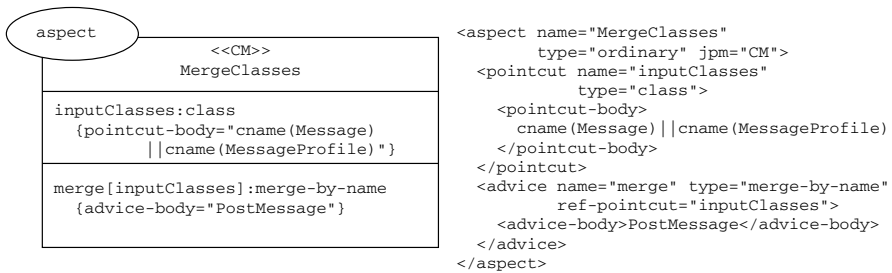 aspect
<<CM>>
MergeClasses
inputClasses:class
{pointcut-body="cname(Message)
||cname(MessageProfile)"}
merge[inputClasses]:merge-by-name
{advice-body="PostMessage"}
<aspect name="MergeClasses"
type="ordinary" jpm="CM">
<pointcut name="inputClasses"
type="class">
<pointcut-body>
cname(Message)||cname(MessageProfile)
</pointcut-body>
</pointcut>
<advice name="merge" type="merge-by-name"
ref-pointcut="inputClasses">
<advice-body>PostMessage</advice-body>
</advice>
</aspect>